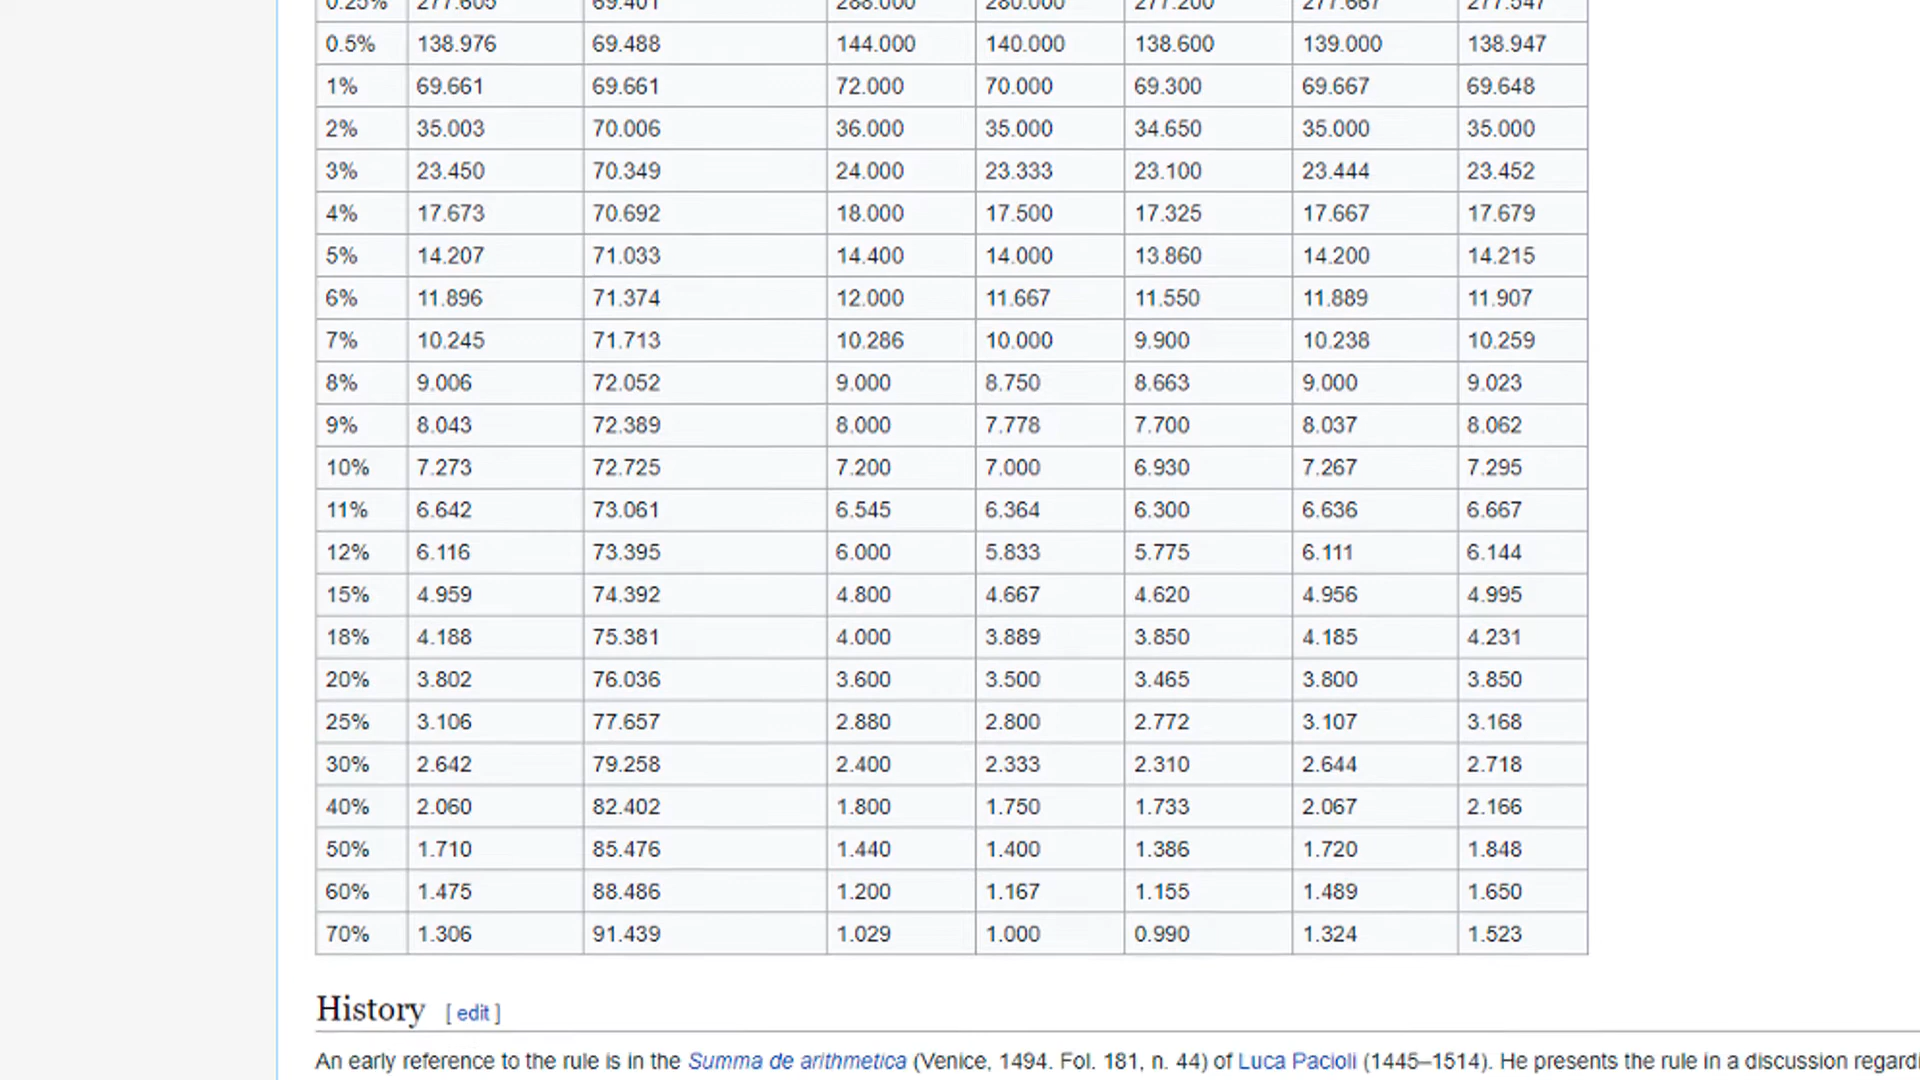 0.25% 277.605 69.401 288.000 280.000 277.200 277.667 277.547
0.5% 138.976 69.488 144.000 140.000 138.600 139.000 138.947
1% 69.661 69.661 72.000 70.000 69.300 69.667 69.648
2% 35.003 70.006 36.000 35.000 34.650 35.000 35.000
3% 23.450 70.349 24.000 23.333 23.100 23.444 23.452
4% 17.673 70.692 18.000 17.500 17.325 17.667 17.679
5% 14.207 71.033 14.400 14.000 13.860 14.200 14.215
6% 11.896 71.374 12.000 11.667 11.550 11.889 11.907
7% 10.245 71.713 10.286 10.000 9.900 10.238 10.259
8% 9.006 72.052 9.000 8.750 8.663 9.000 9.023
9% 8.043 72.389 8.000 7.778 7.700 8.037 8.062
10% 7.273 72.725 7.200 7.000 6.930 7.267 7.295
11% 6.642 73.061 6.545 6.364 6.300 6.636 6.667
12% 6.116 73.395 6.000 5.833 5.775 6.111 6.144
15% 4.959 74.392 4.800 4.667 4.620 4.956 4.995
18% 4.188 75.381 4.000 3.889 3.850 4.185 4.231
20% 3.802 76.036 3.600 3.500 3.465 3.800 3.850
25% 3.106 77.657 2.880 2.800 2.772 3.107 3.168
30% 2.642 79.258 2.400 2.333 2.310 2.644 2.718
40% 2.060 82.402 1.800 1.750 1.733 2.067 2.166
50% 1.710 85.476 1.440 1.400 1.386 1.720 1.848
60% 1.475 88.486 1.200 1.167 1.155 1.489 1.650
70% 1.306 91.439 1.029 1.000 0.990 1.324 1.523
History [ edit ]
An early reference to the rule is in the Summa de arithmetica (Venice, 1494. Fol. 181, n. 44) of Luca Pacioli (1445–1514). He presents the rule in a discussion regardi